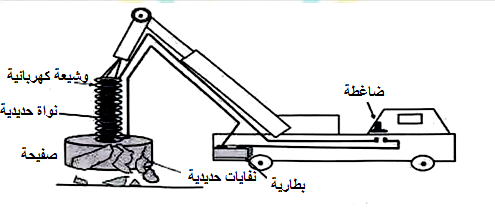 وشيعة كهربائية
ضاغطة
نواة حديدية
صفيحة
نفايات حديدية
بطارية